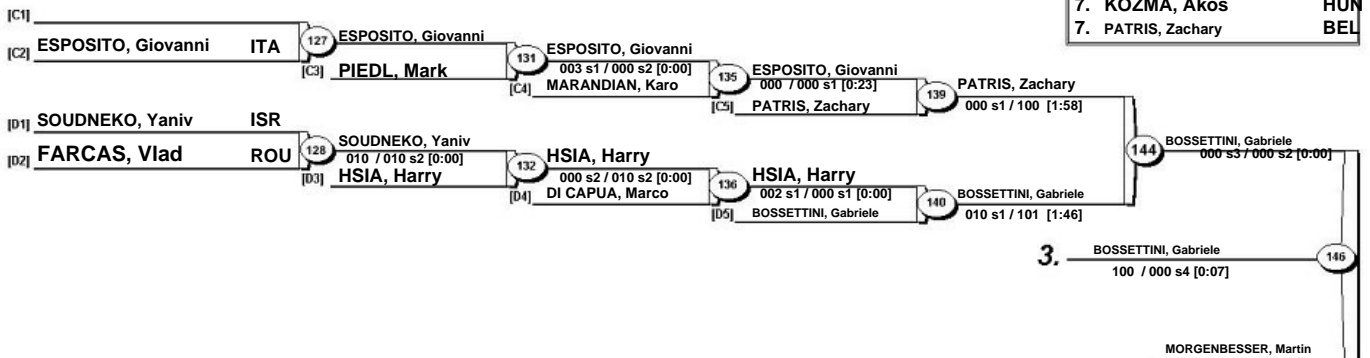 7. KOZMA, Akos HUN
7. PATRIS, Zachary BEL
[C1]
[C2] ESPOSITO, Giovanni ITA
127
ESPOSITO, Giovanni
[C3] PIEDL, Mark
131
ESPOSITO, Giovanni
003 s1 / 000 s2 [0:00]
[C4] MARANDIAN, Karo
135
ESPOSITO, Giovanni
000 / 000 s1 [0:23]
[C5] PATRIS, Zachary
139
PATRIS, Zachary
000 s1 / 100 [1:58]
[D1] SOUDNEKO, Yaniv ISR
[D2] FARCAS, Vlad ROU
128
SOUDNEKO, Yaniv
010 / 010 s2 [0:00]
[D3] HSIA, Harry
132
HSIA, Harry
000 s2 / 010 s2 [0:00]
[D4] DI CAPUA, Marco
136
HSIA, Harry
002 s1 / 000 s1 [0:00]
[D5] BOSSETTINI, Gabriele
140
BOSSETTINI, Gabriele
010 s1 / 101 [1:46]
144
BOSSETTINI, Gabriele
000 s3 / 000 s2 [0:00]
3. BOSSETTINI, Gabriele
100 / 000 s4 [0:07]
146
MORGENBESSER, Martin